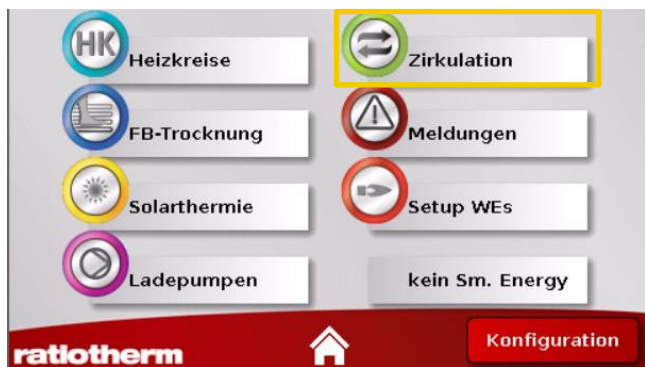 HK Heizkreise
Zirkulation
FB-Trocknung
Meldungen
Solarthermie
Setup WEs
Ladepumpen
kein Sm. Energy
ratiotherm
Konfiguration